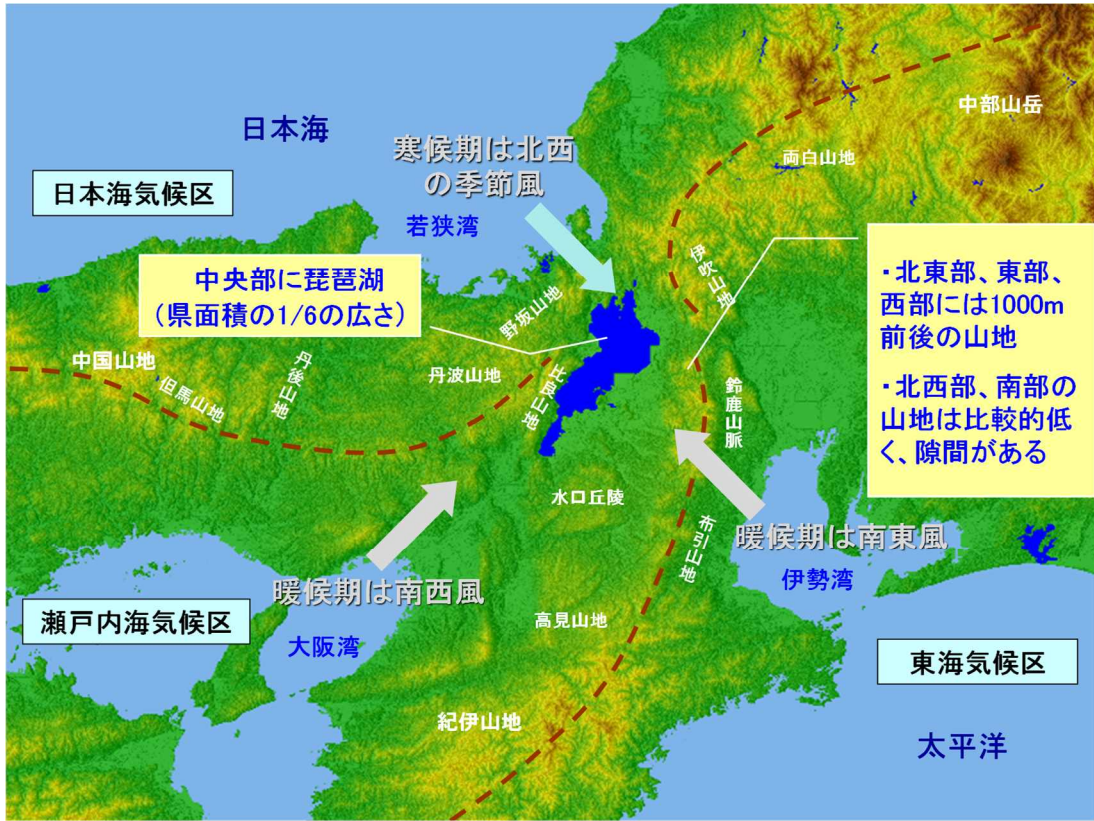 日本海
中部山岳
寒候期は北西
の季節風
両白山地
日本海気候区
若狭湾
伊吹山地
・北東部、東部、
西部には1000m
前後の山地
・北西部、南部の
山地は比較的低
く、隙間がある
中央部に琵琶湖
（県面積の1/6の広さ）
野坂山地
中国山地
丹後山地
丹波山地
但馬山地
比良山地
鈴鹿山脈
水口丘陵
布引山地
暖候期は南東風
伊勢湾
暖候期は南西風
瀬戸内海気候区
大阪湾
高見山地
東海気候区
紀伊山地
太平洋